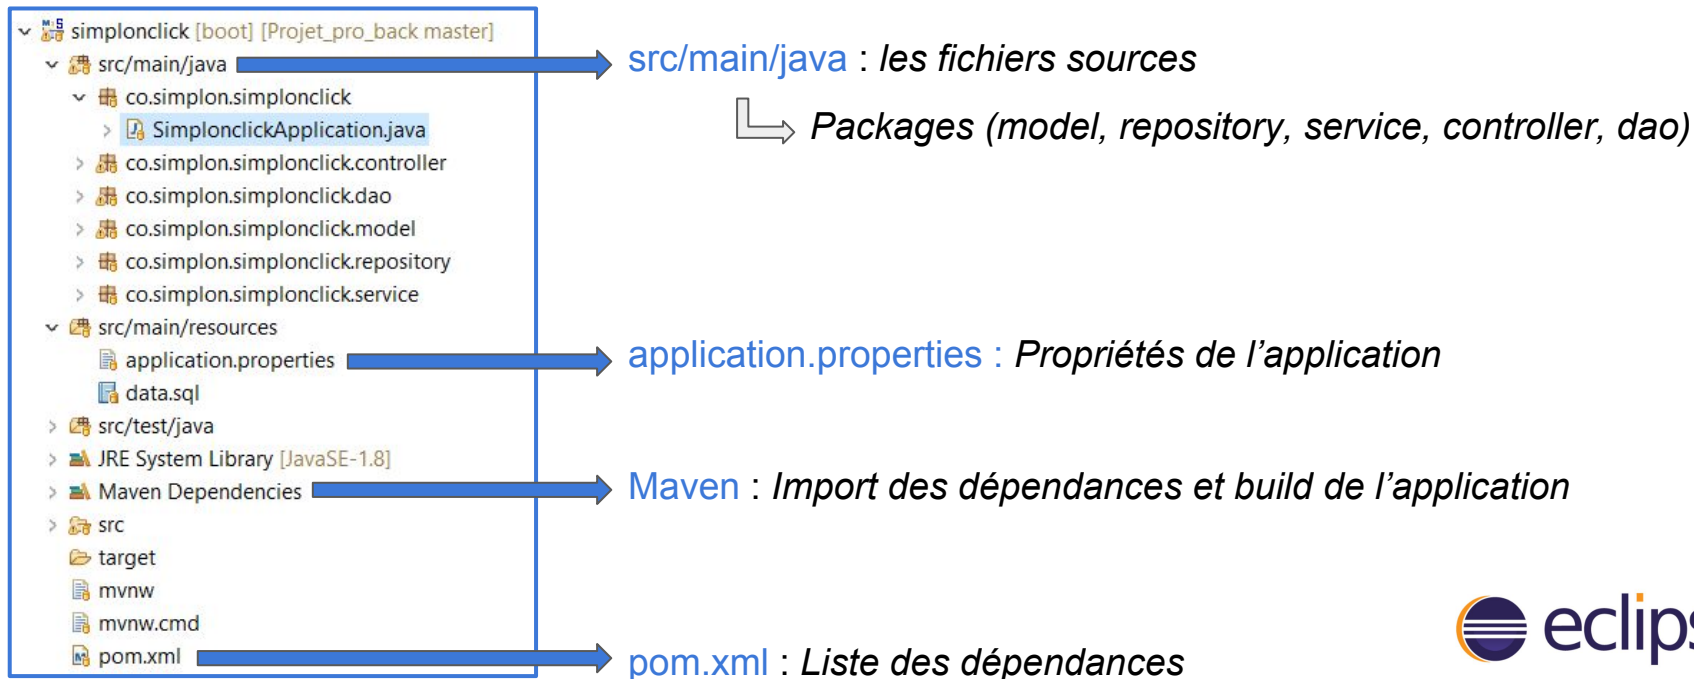 simplonclick [boot] [Projet_pro_back master]
src/main/java
co.simplon.simplonclick
SimplonclickApplication.java
co.simplon.simplonclick.controller
co.simplon.simplonclick.dao
co.simplon.simplonclick.model
co.simplon.simplonclick.repository
co.simplon.simplonclick.service
src/main/resources
application.properties
data.sql
src/test/java
JRE System Library [JavaSE-1.8]
Maven Dependencies
src
target
mvnw
mvnw.cmd
pom.xml
src/main/java : les fichiers sources
Packages (model, repository, service, controller, dao)
application.properties : Propriétés de l’application
Maven : Import des dépendances et build de l’application
pom.xml : Liste des dépendances
eclips